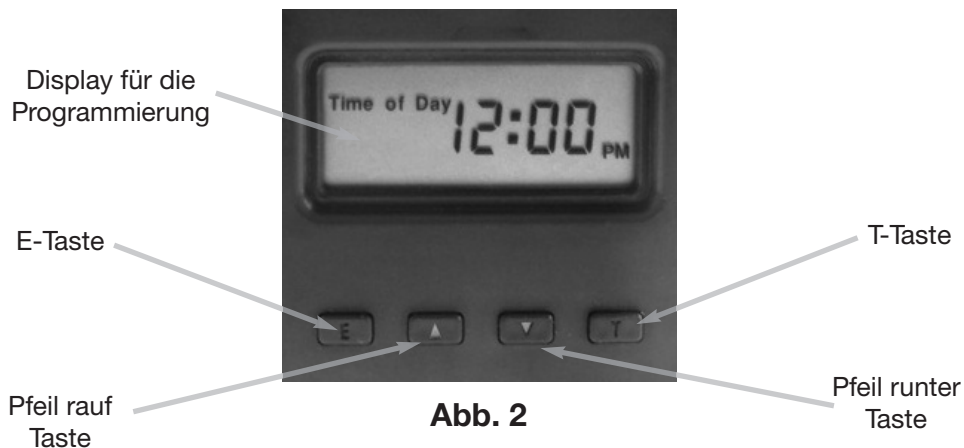 Display für die
Programmierung
Time of Day 12:00 PM
E-Taste
T-Taste
E ▲ ▼ T
Pfeil rauf
Taste
Pfeil runter
Taste
Abb. 2